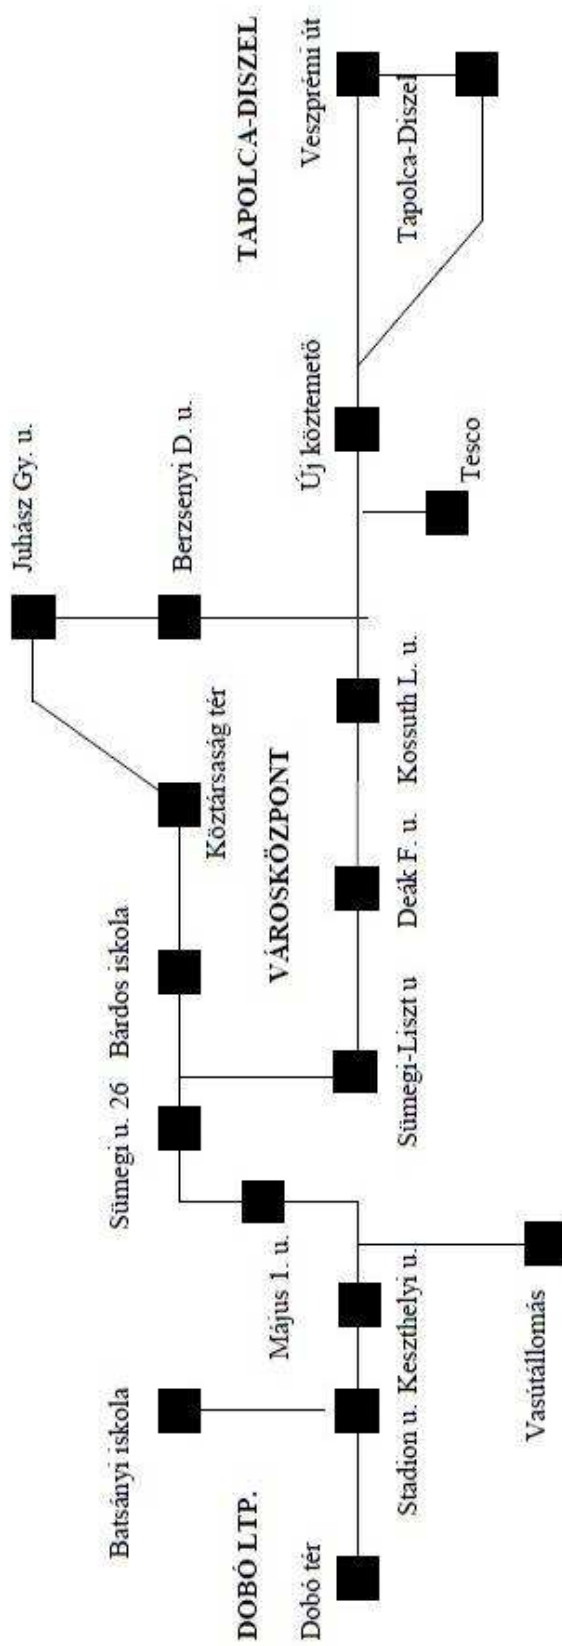 DOBÓ LTP.
Dobó tér
Batsányi iskola
Stadion u.
Keszthelyi u.
Vasútállomás
Május 1. u.
Sümegi u. 26
Bárdos iskola
Sümegi-Liszt u
VÁROSKÖZPONT
Köztársaság tér
Deák F. u.
Kossuth L. u.
Juhász Gy. u.
Berzsenyi D. u.
Tesco
Új köztemetö
TAPOLCA-DISZEL
Veszprémi út
Tapolca-Diszel